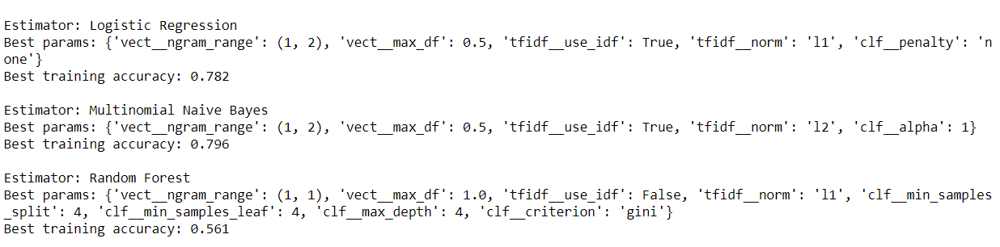 Estimator: Logistic Regression
Best params: {'vect__ngram_range': (1, 2), 'vect__max_df': 0.5, 'tfidf__use_idf': True, 'tfidf__norm': 'l1', 'clf__penalty': 'n
one'}
Best training accuracy: 0.782
Estimator: Multinomial Naive Bayes
Best params: {'vect__ngram_range': (1, 2), 'vect__max_df': 0.5, 'tfidf__use_idf': True, 'tfidf__norm': 'l2', 'clf__alpha': 1}
Best training accuracy: 0.796
Estimator: Random Forest
Best params: {'vect__ngram_range': (1, 1), 'vect__max_df': 1.0, 'tfidf__use_idf': False, 'tfidf__norm': 'l1', 'clf__min_samples
_split': 4, 'clf__min_samples_leaf': 4, 'clf__max_depth': 4, 'clf__criterion': 'gini'}
Best training accuracy: 0.561